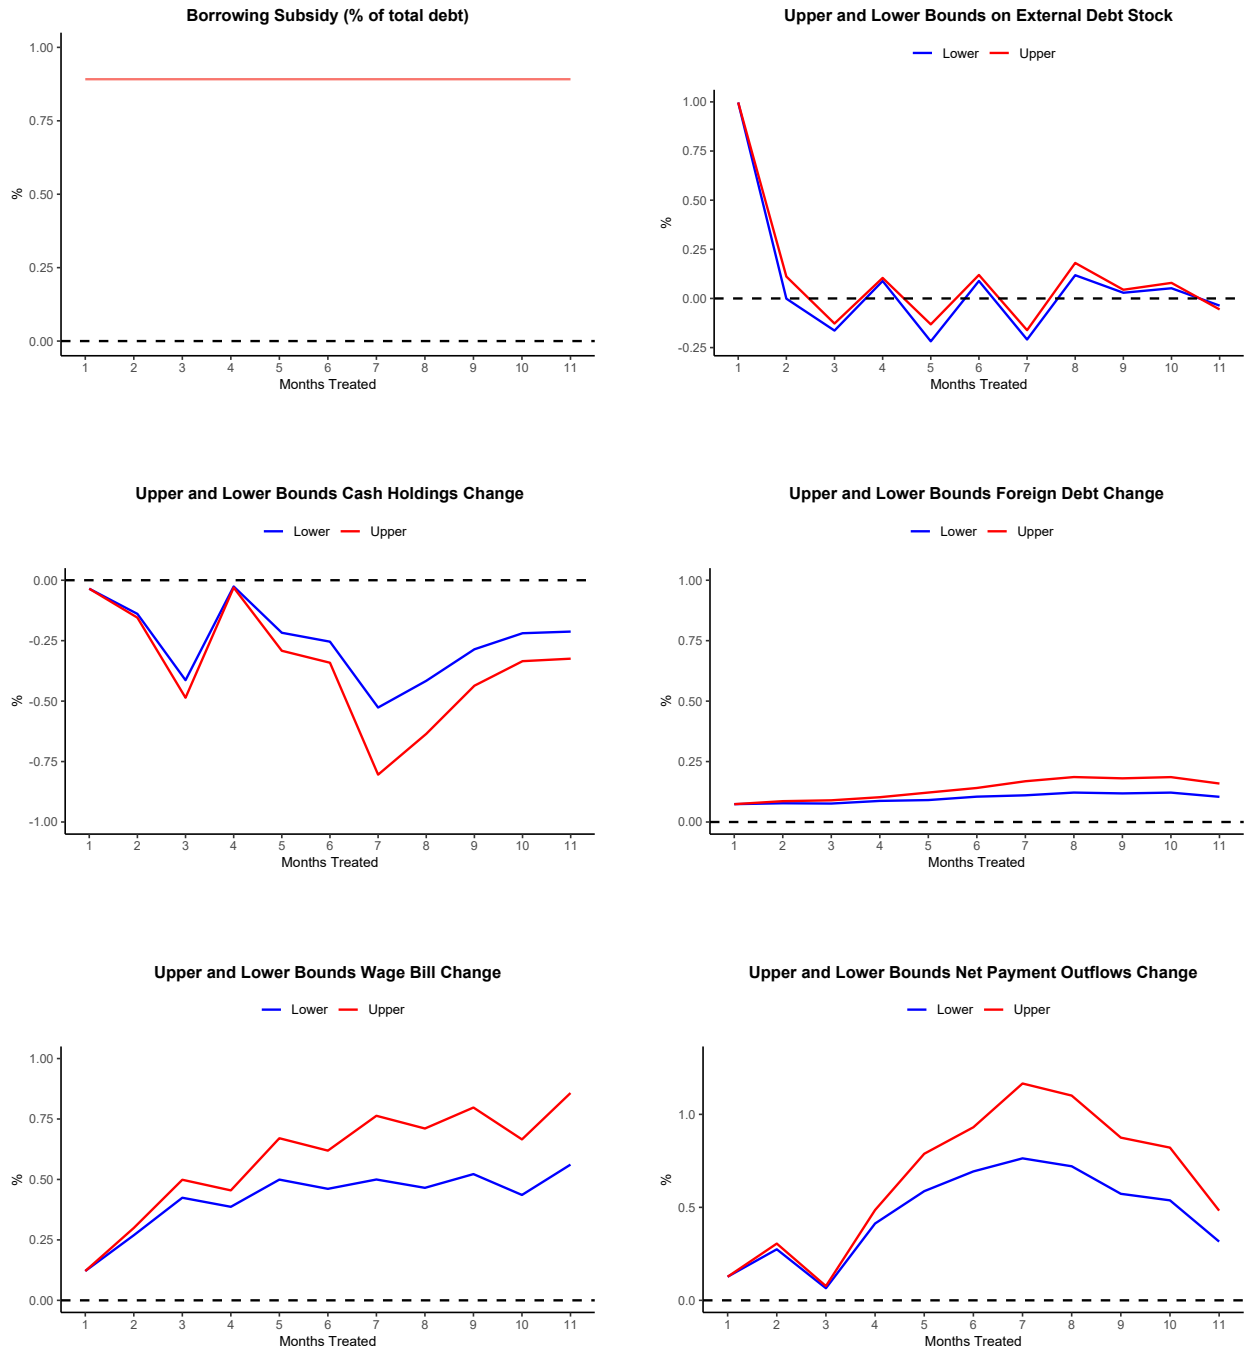 Borrowing Subsidy (% of total debt)
1.00
0.75
0.50
0.25
0.00
%
1 2 3 4 5 6 7 8 9 10 11
Months Treated
Upper and Lower Bounds on External Debt Stock
Lower Upper
1.00
0.75
0.50
0.25
0.00
-0.25
%
1 2 3 4 5 6 7 8 9 10 11
Months Treated
Upper and Lower Bounds Cash Holdings Change
Lower Upper
0.00
-0.25
-0.50
-0.75
-1.00
%
1 2 3 4 5 6 7 8 9 10 11
Months Treated
Upper and Lower Bounds Foreign Debt Change
Lower Upper
1.00
0.75
0.50
0.25
0.00
%
1 2 3 4 5 6 7 8 9 10 11
Months Treated
Upper and Lower Bounds Wage Bill Change
Lower Upper
1.00
0.75
0.50
0.25
0.00
%
1 2 3 4 5 6 7 8 9 10 11
Months Treated
Upper and Lower Bounds Net Payment Outflows Change
Lower Upper
1.0
0.5
0.0
%
1 2 3 4 5 6 7 8 9 10 11
Months Treated